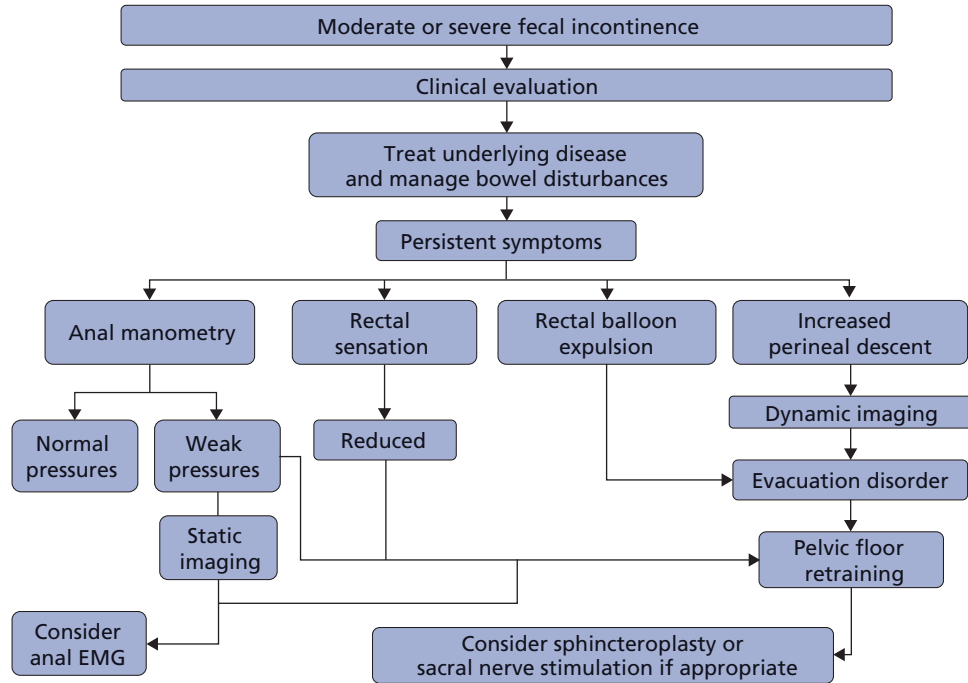 Moderate or severe fecal incontinence
Clinical evaluation
Treat underlying disease
and manage bowel disturbances
Persistent symptoms
Anal manometry
Rectal
sensation
Rectal balloon
expulsion
Increased
perineal descent
Normal
pressures
Weak
pressures
Reduced
Dynamic imaging
Evacuation disorder
Static
imaging
Pelvic floor
retraining
Consider
anal EMG
Consider sphincteroplasty or
sacral nerve stimulation if appropriate